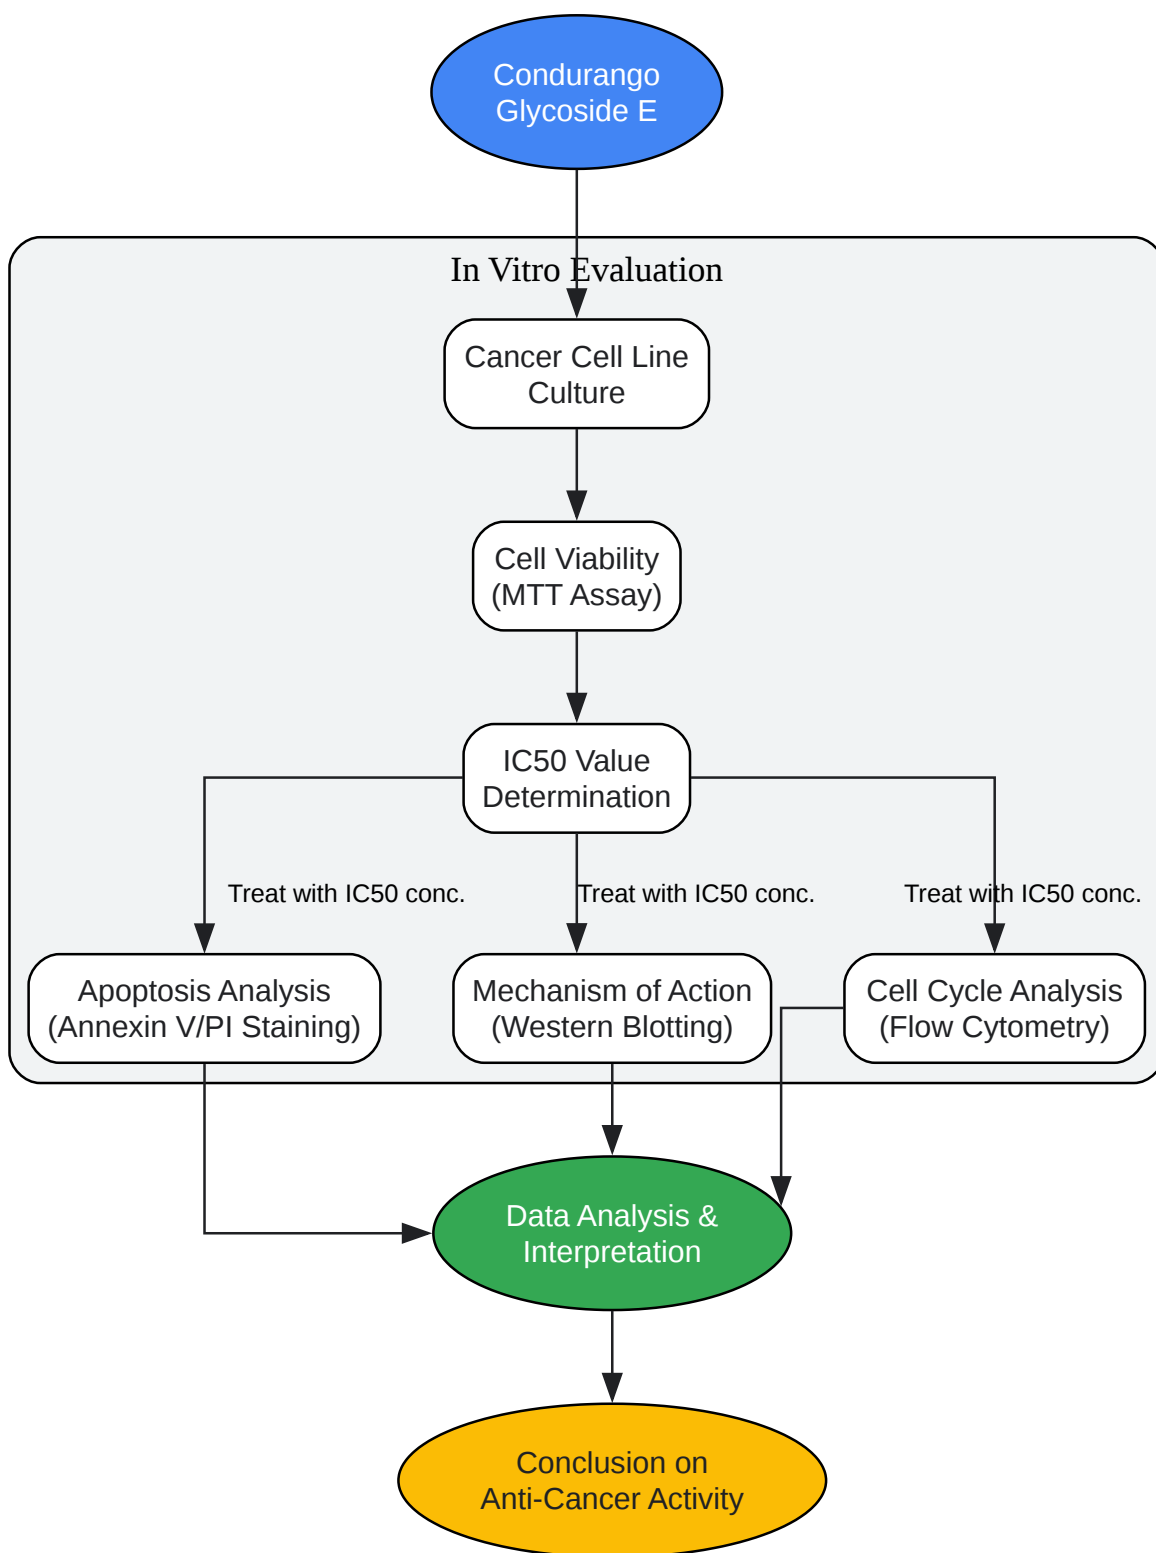 Condurango
Glycoside E
In Vitro Evaluation
Cancer Cell Line
Culture
Cell Viability
(MTT Assay)
IC50 Value
Determination
Treat with IC50 conc.
Treat with IC50 conc.
Treat with IC50 conc.
Apoptosis Analysis
(Annexin V/PI Staining)
Mechanism of Action
(Western Blotting)
Cell Cycle Analysis
(Flow Cytometry)
Data Analysis &
Interpretation
Conclusion on
Anti-Cancer Activity